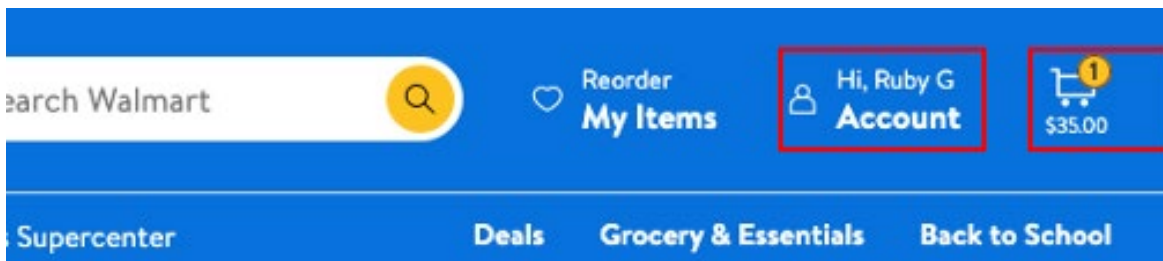 earch Walmart
Reorder
My Items
Hi, Ruby G
Account
1
$35.00
Supercenter
Deals
Grocery & Essentials
Back to School